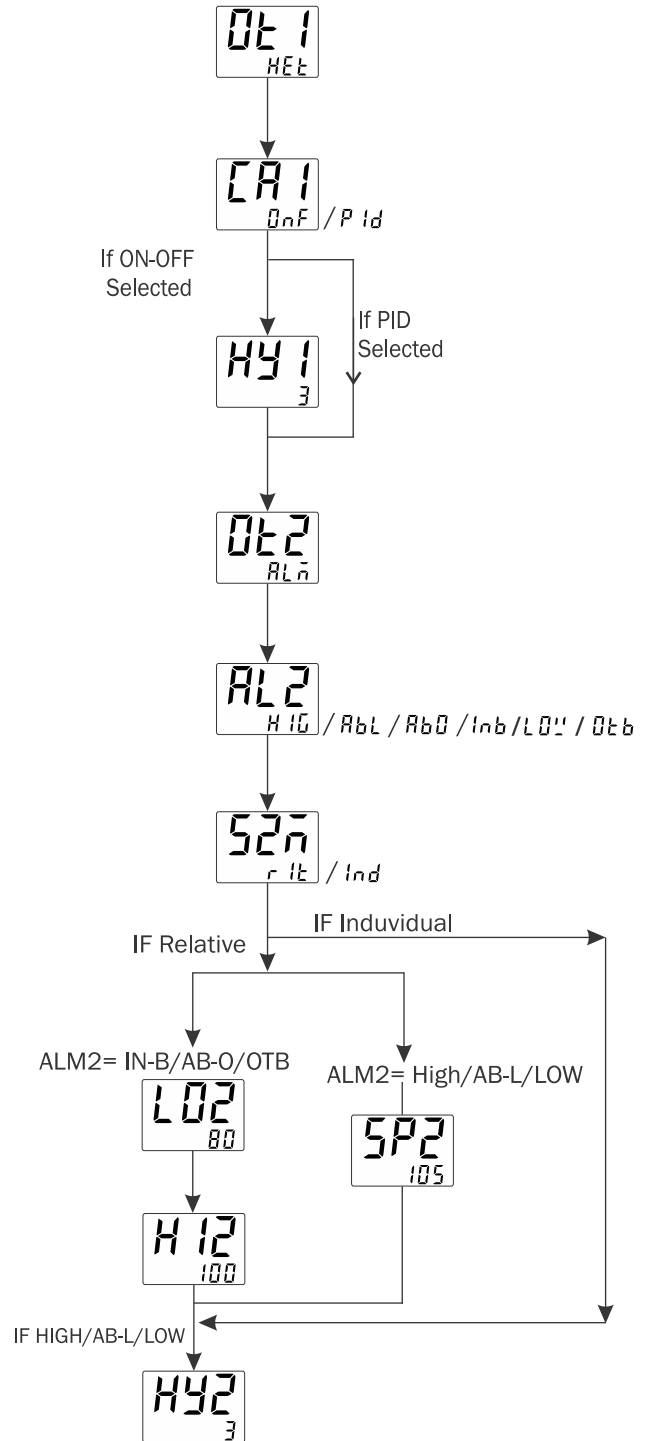 Ot1
HEt
CA1
OnF / PId
If ON-OFF
Selected
If PID
Selected
HY1
3
Ot2
ALm
AL2
HIG / AbL / AbO / Inb / LOW / Otb
S2m
rlt / Ind
IF Induvidual
IF Relative
ALM2= IN-B/AB-O/OTB
ALM2= High/AB-L/LOW
LO2
80
SP2
105
HI2
100
IF HIGH/AB-L/LOW
HY2
3